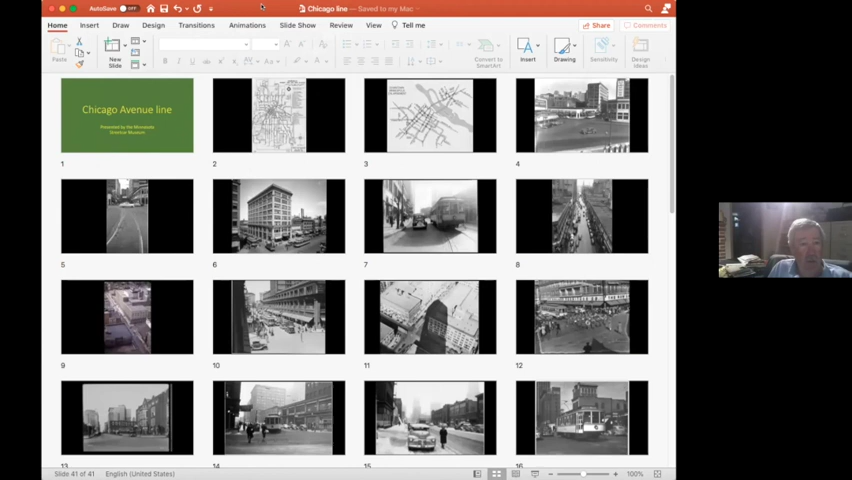 AutoSave OFF
Chicago line — Saved to my Mac
Home Insert Draw Design Transitions Animations Slide Show Review View Tell me
Share Comments
Paste
New
Slide
Convert to
SmartArt
Insert
Drawing
Sensitivity
Design
Ideas
Chicago Avenue line
Presented by the Minnesota
Streetcar Museum
1
2
3
4
5
6
7
8
9
10
11
12
13
14
15
16
Slide 41 of 41 English (United States)
100%